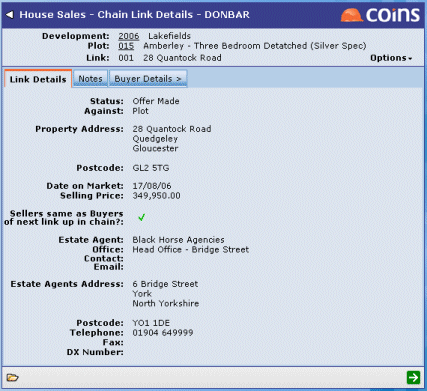 House Sales - Chain Link Details - DONBAR
coins
Development: 2006 Lakefields
Plot: 015 Amberley - Three Bedroom Detatched (Silver Spec)
Link: 001 28 Quantock Road
Options
Link Details Notes Buyer Details >
Status: Offer Made
Against: Plot
Property Address: 28 Quantock Road
Quedgeley
Gloucester
Postcode: GL2 5TG
Date on Market: 17/08/06
Selling Price: 349,950.00
Sellers same as Buyers
of next link up in chain?:
Estate Agent: Black Horse Agencies
Office: Head Office - Bridge Street
Contact:
Email:
Estate Agents Address: 6 Bridge Street
York
North Yorkshire
Postcode: YO1 1DE
Telephone: 01904 649999
Fax:
DX Number: